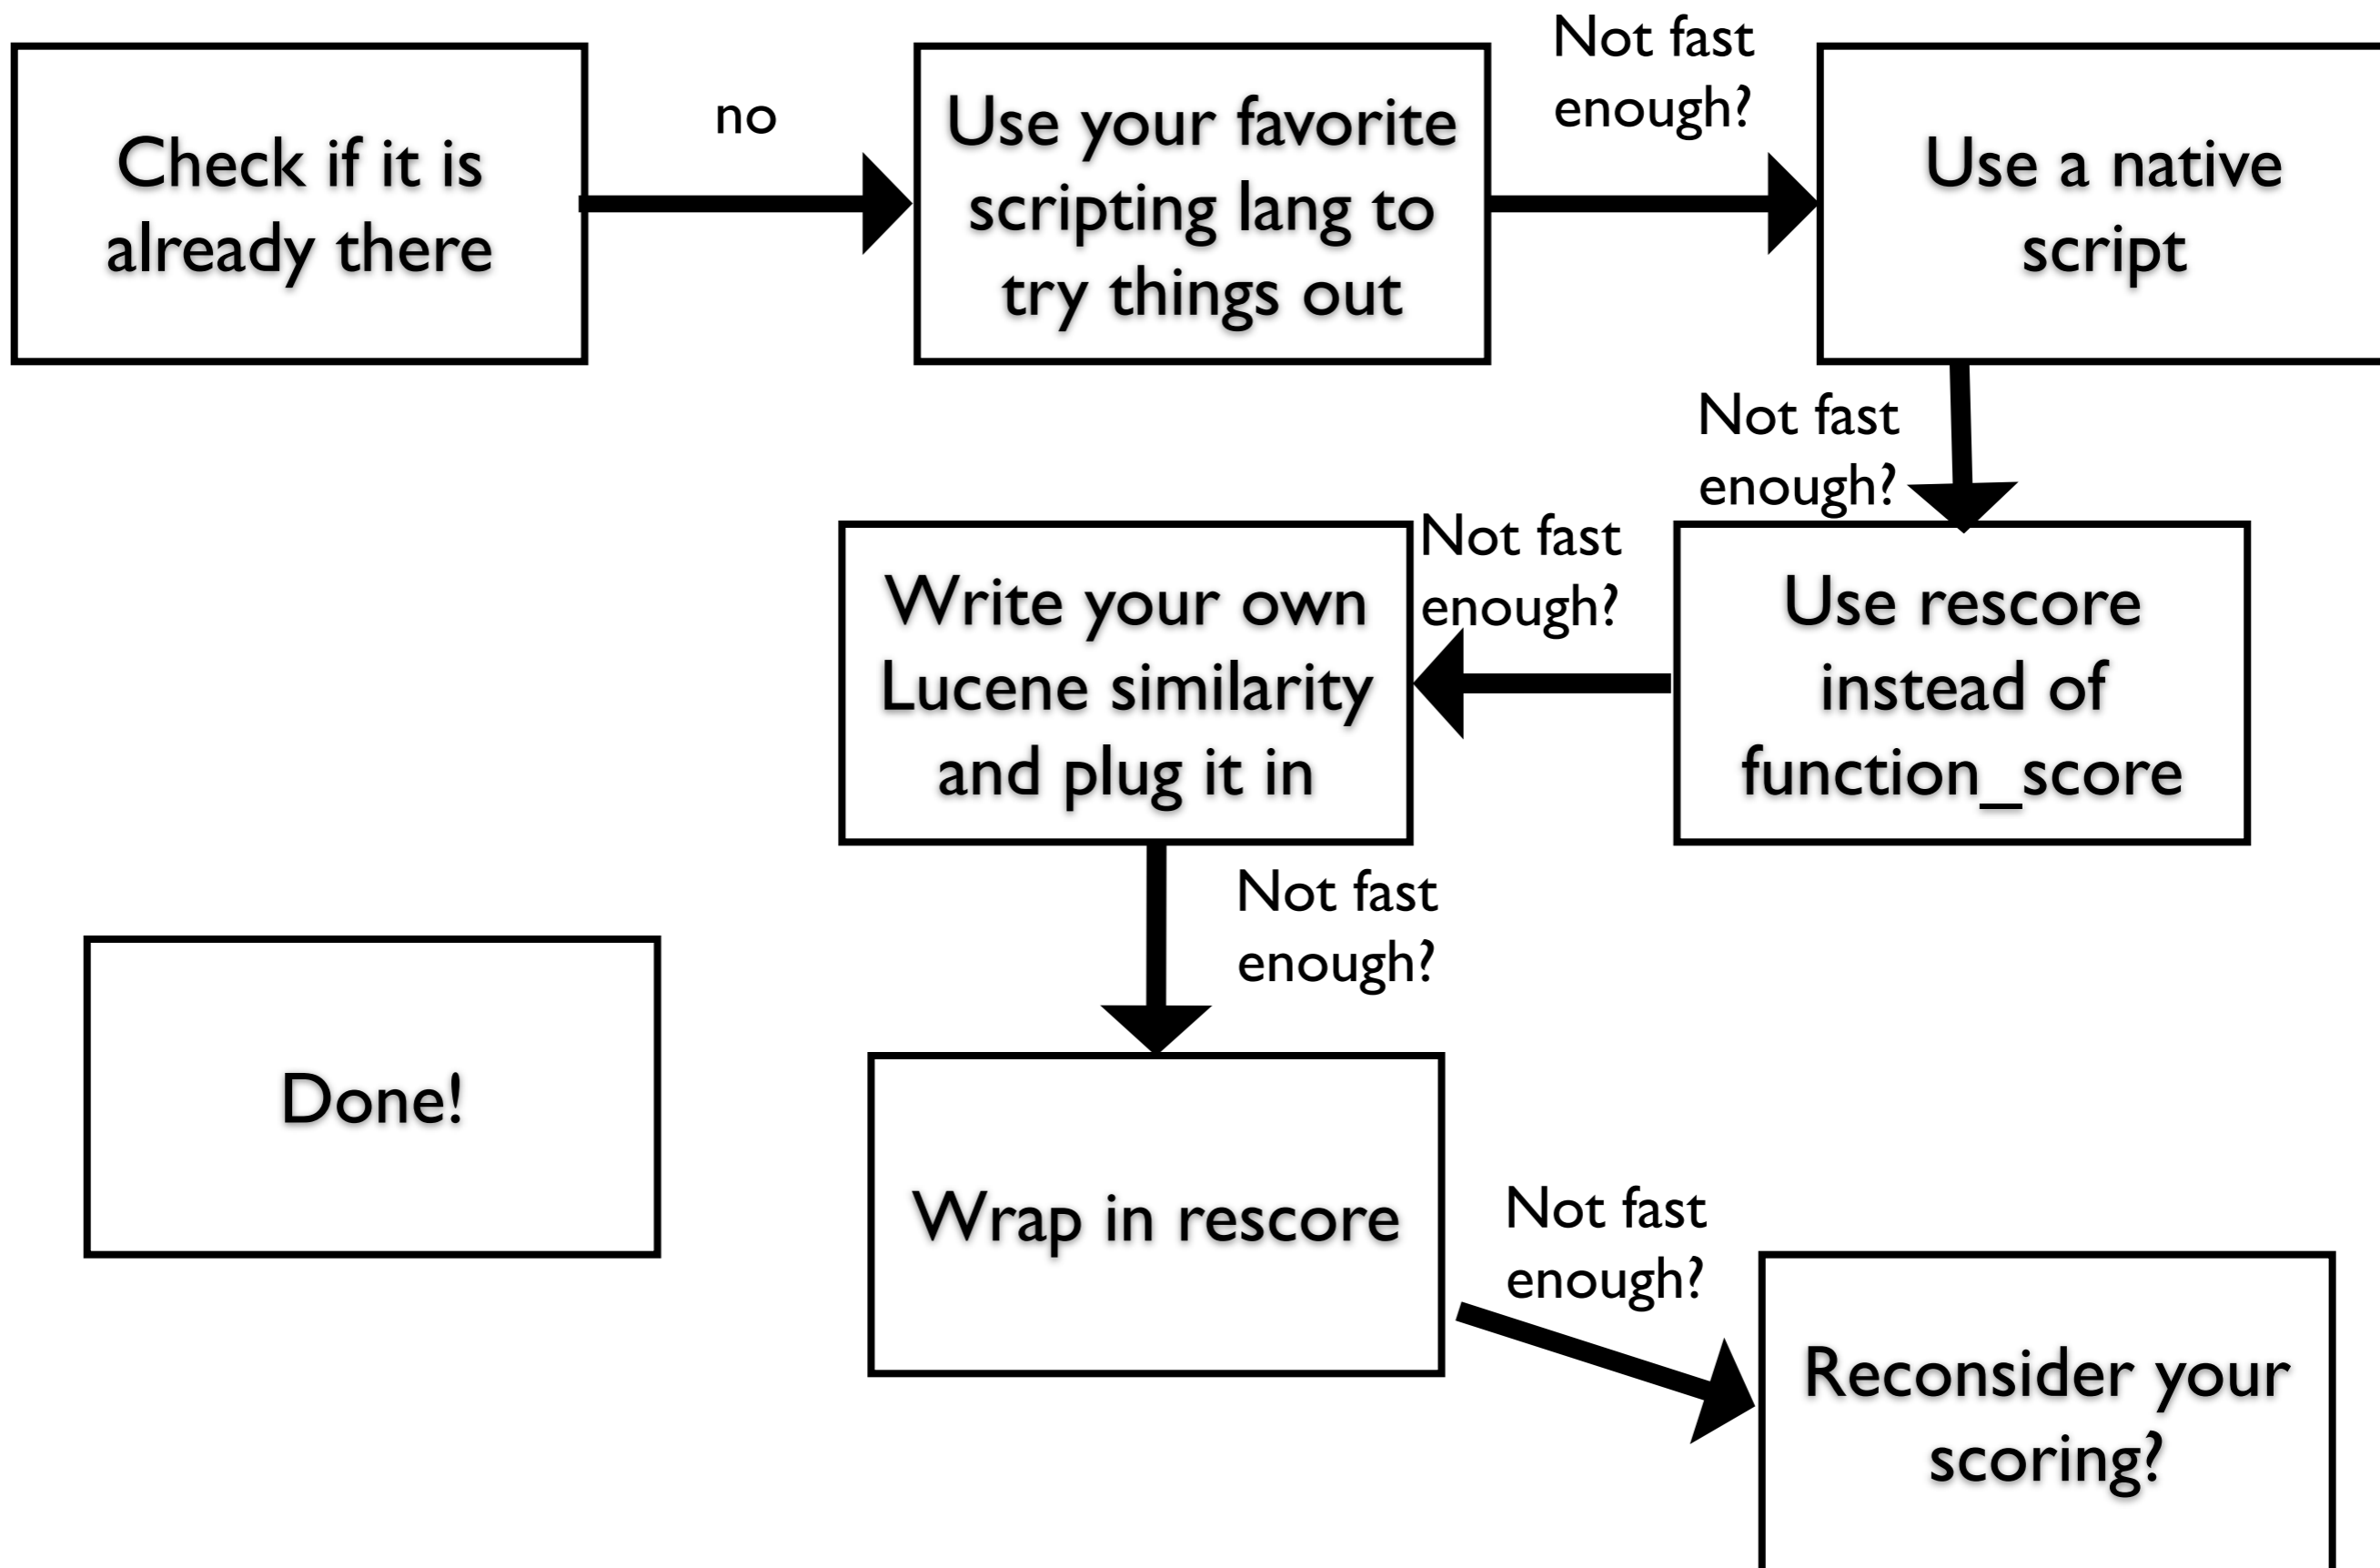 Check if it is
already there
no
Use your favorite
scripting lang to
try things out
Not fast
enough?
Use a native
script
Not fast
enough?
Use rescore
instead of
function_score
Not fast
enough?
Write your own
Lucene similarity
and plug it in
Not fast
enough?
Done!
Wrap in rescore
Not fast
enough?
Reconsider your
scoring?